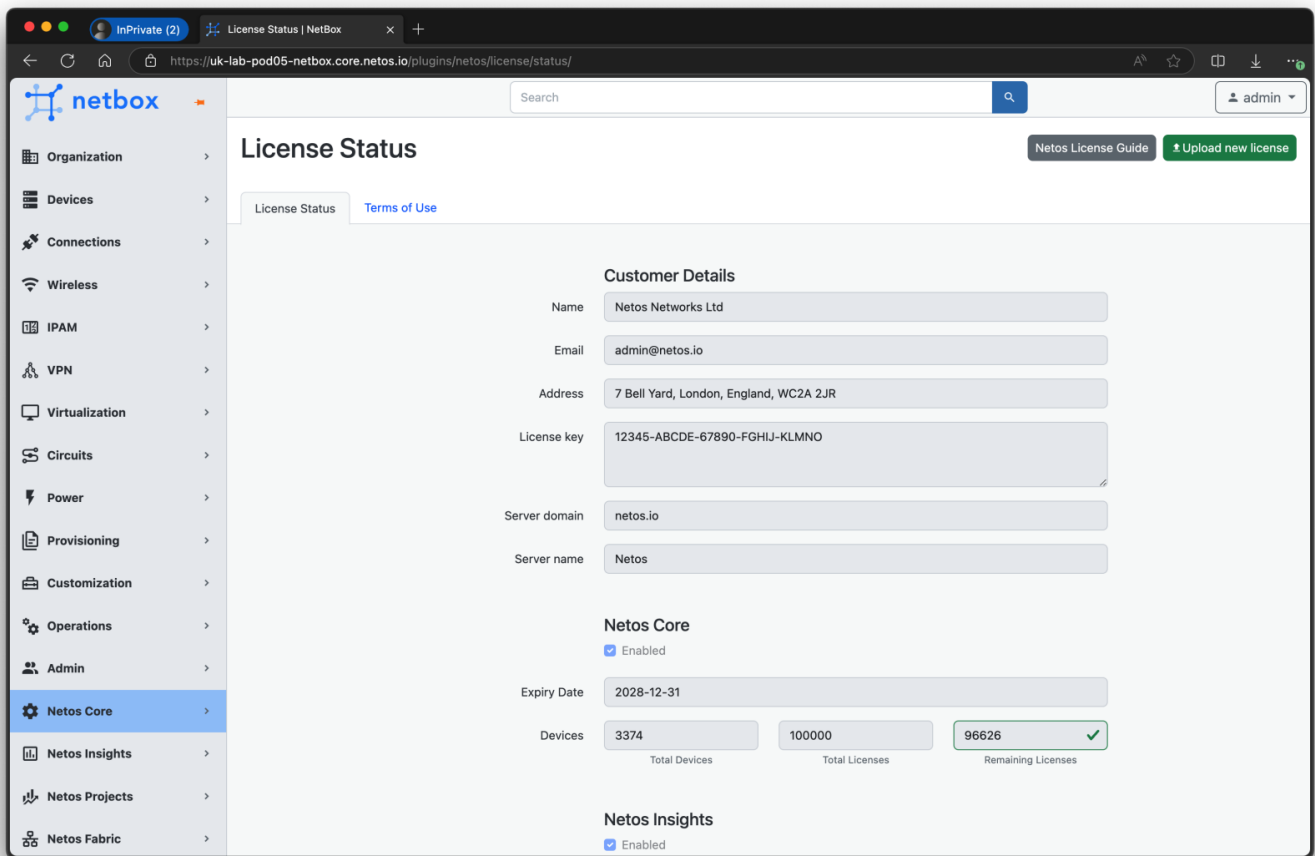 InPrivate (2)
License Status | NetBox
https://uk-lab-pod05-netbox.core.netos.io/plugins/netos/license/status/
netbox
Search
admin
Organization
Devices
Connections
Wireless
IPAM
VPN
Virtualization
Circuits
Power
Provisioning
Customization
Operations
Admin
Netos Core
Netos Insights
Netos Projects
Netos Fabric
License Status
Netos License Guide
Upload new license
License Status
Terms of Use
Customer Details
Name
Netos Networks Ltd
Email
admin@netos.io
Address
7 Bell Yard, London, England, WC2A 2JR
License key
12345-ABCDE-67890-FGHIJ-KLMNO
Server domain
netos.io
Server name
Netos
Netos Core
Enabled
Expiry Date
2028-12-31
Devices
3374
100000
96626
Total Devices
Total Licenses
Remaining Licenses
Netos Insights
Enabled